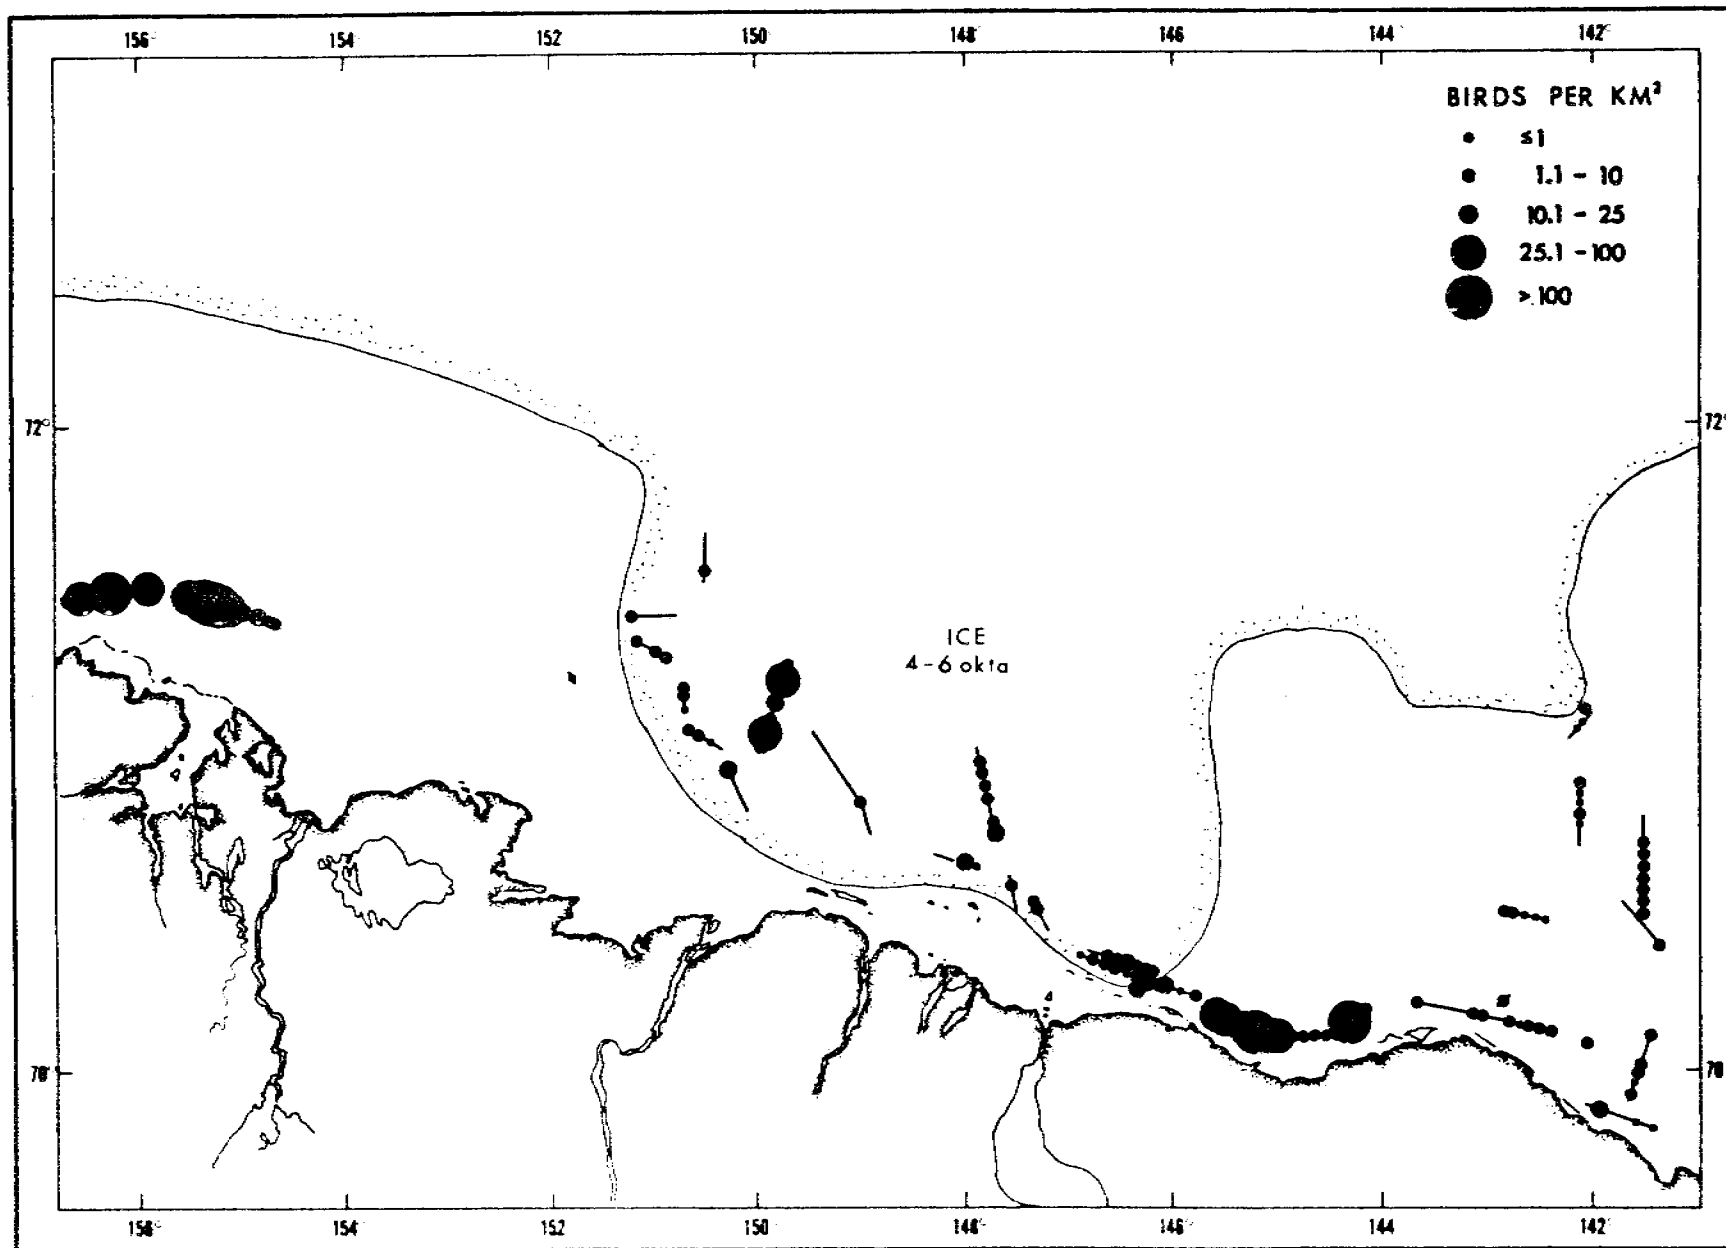 156° 154° 152 150 148° 146 144 142°
BIRDS PER KM²
≤1
1.1 - 10
10.1 - 25
25.1 - 100
>100
72° 72°
ICE
4-6 okta
70° 70
156° 154 152 150 148° 146° 144 142°